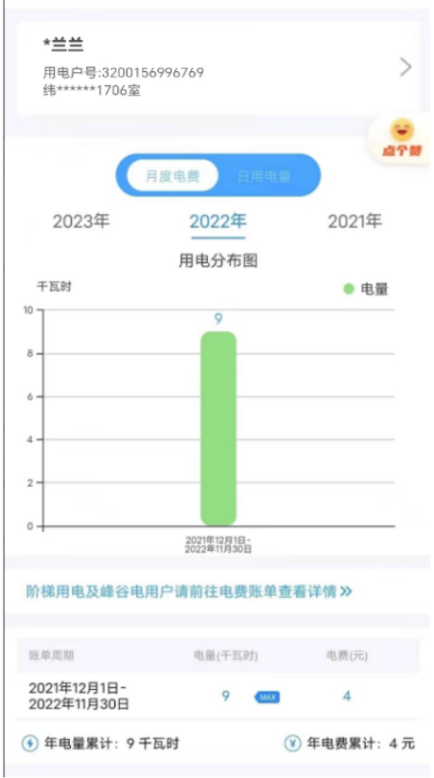 *兰兰
用电户号:3200156996769
纬******1706室
点个赞
月度电费 日用电量
2023年 2022年 2021年
用电分布图
千瓦时 电量
10
9
8
6
4
2
0
2021年12月1日-
2022年11月30日
阶梯用电及峰谷电用户请前往电费账单查看详情
账单周期 电量(千瓦时) 电费(元)
2021年12月1日-
2022年11月30日
9 MAX 4
年电量累计：9 千瓦时 ¥ 年电费累计：4 元